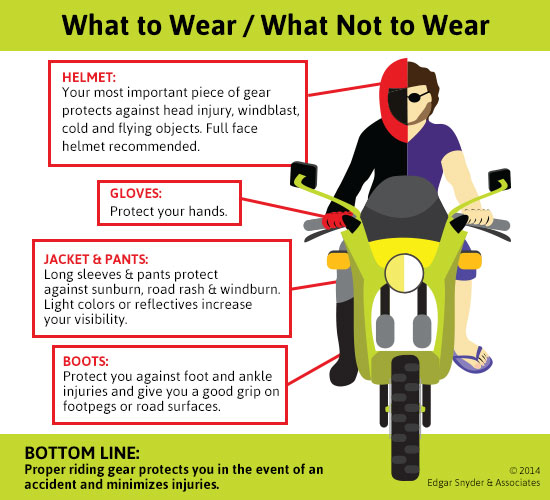 What to Wear / What Not to Wear
HELMET:
Your most important piece of gear
protects against head injury, windblast,
cold and flying objects. Full face
helmet recommended.
GLOVES:
Protect your hands.
JACKET & PANTS:
Long sleeves & pants protect
against sunburn, road rash & windburn.
Light colors or reflectives increase
your visibility.
BOOTS:
Protect you against foot and ankle
injuries and give you a good grip on
footpegs or road surfaces.
BOTTOM LINE:
Proper riding gear protects you in the event of an
accident and minimizes injuries.
© 2014
Edgar Snyder & Associates